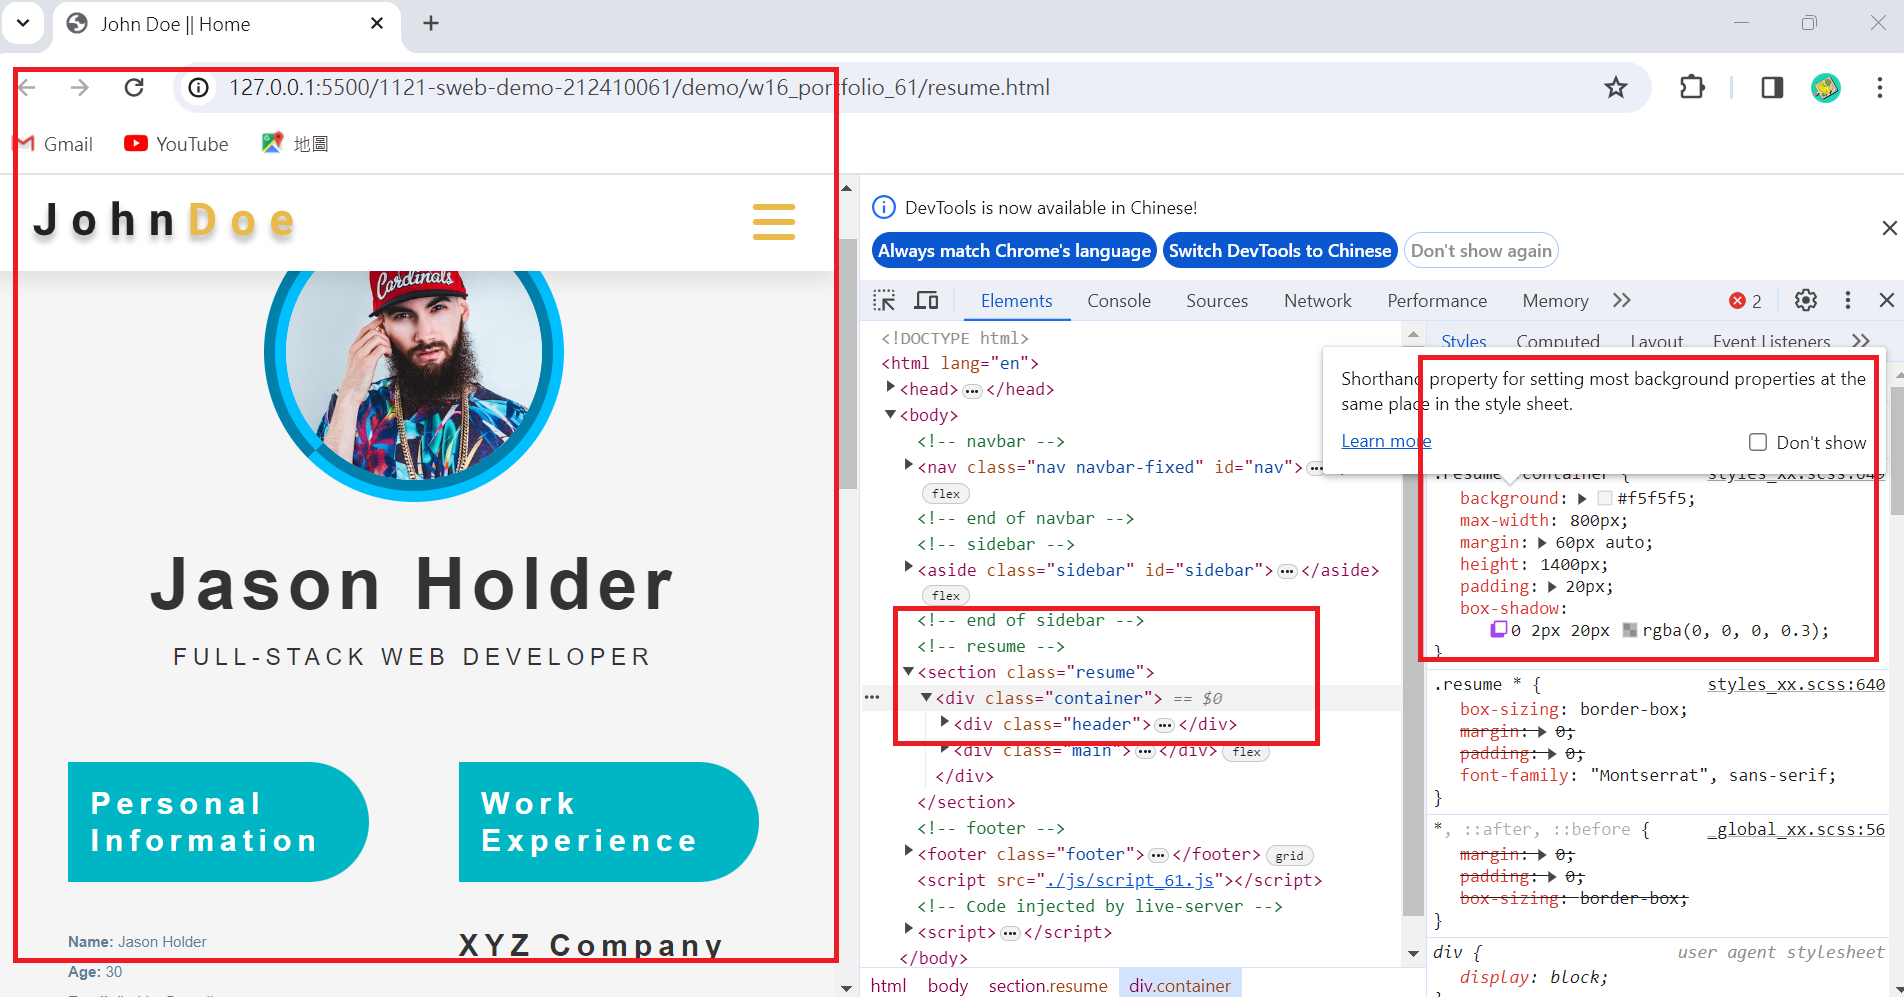 John Doe || Home
127.0.0.1:5500/1121-sweb-demo-212410061/demo/w16_portfolio_61/resume.html
Gmail YouTube 地圖
JohnDoe
Cardinals
Jason Holder
FULL-STACK WEB DEVELOPER
Personal
Information
Work
Experience
Name: Jason Holder
Age: 30
XYZ Company
DevTools is now available in Chinese!
Always match Chrome's language Switch DevTools to Chinese Don't show again
Elements Console Sources Network Performance Memory 2
<!DOCTYPE html>
<html lang="en">
<head> ••• </head>
<body>
<!-- navbar -->
<nav class="nav navbar-fixed" id="nav"> •••
flex
<!-- end of navbar -->
<!-- sidebar -->
<aside class="sidebar" id="sidebar"> ••• </aside>
flex
<!-- end of sidebar -->
<!-- resume -->
<section class="resume">
••• <div class="container"> == $0
<div class="header"> ••• </div>
<div class="main"> ••• </div> flex
</div>
</section>
<!-- footer -->
<footer class="footer"> ••• </footer> grid
<script src="./js/script_61.js"></script>
<!-- Code injected by live-server -->
<script> ••• </script>
</body>
html body section.resume div.container
Styles Computed Layout Event Listeners
Shorthand property for setting most background properties at the
same place in the style sheet.
Learn more Don't show
.resume .container { styles_xx.scss:649
background: #f5f5f5;
max-width: 800px;
margin: 60px auto;
height: 1400px;
padding: 20px;
box-shadow:
0 2px 20px rgba(0, 0, 0, 0.3);
}
.resume * { styles_xx.scss:640
box-sizing: border-box;
margin: 0;
padding: 0;
font-family: "Montserrat", sans-serif;
}
*, ::after, ::before { _global_xx.scss:56
margin: 0;
padding: 0;
box-sizing: border-box;
}
div { user agent stylesheet
display: block;